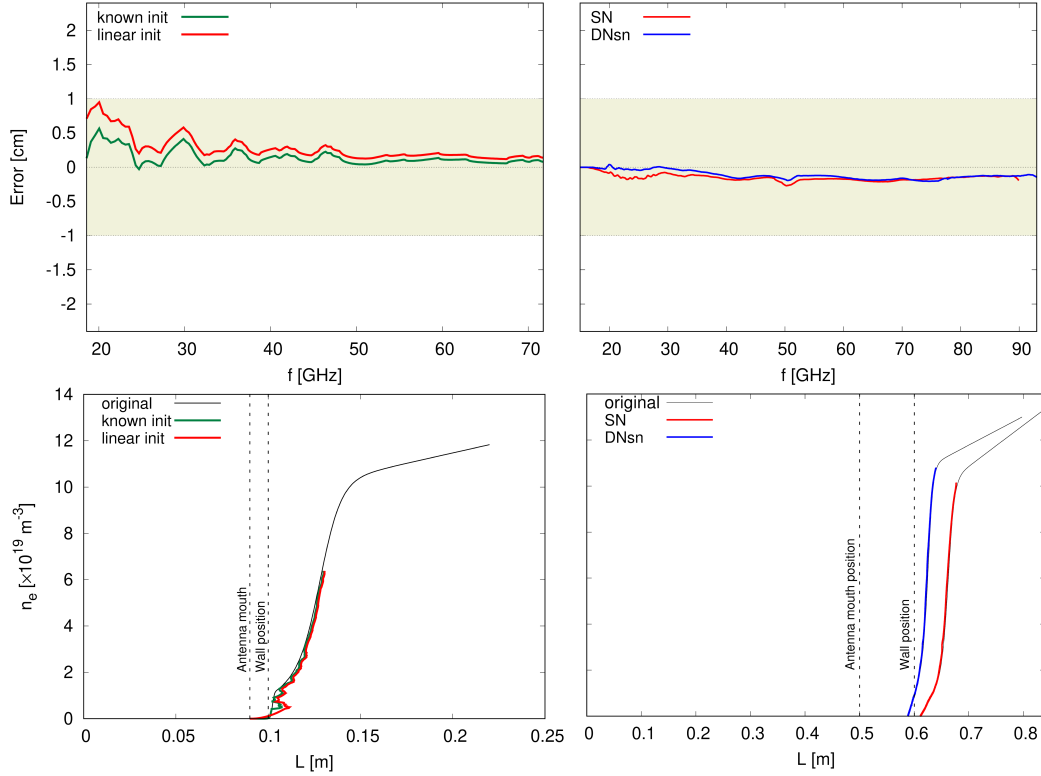 known init
linear init
2
1.5
1
0.5
0
-0.5
-1
-1.5
-2
Error [cm]
20 30 40 50 60 70
f [GHz]
SN
DNsn
20 30 40 50 60 70 80 90
f [GHz]
original
known init
linear init
14
12
10
8
6
4
2
0
n_e [×10^19 m^-3]
Antenna mouth
Wall position
0 0.05 0.1 0.15 0.2 0.25
L [m]
original
SN
DNsn
Antenna mouth position
Wall position
0 0.1 0.2 0.3 0.4 0.5 0.6 0.7 0.8
L [m]